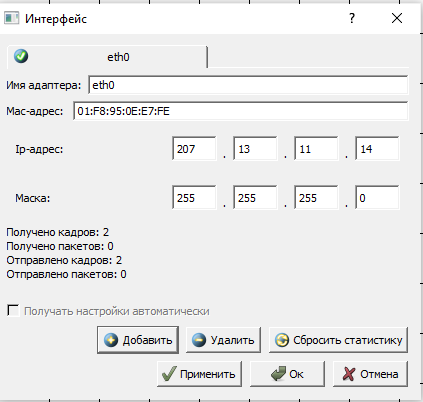 Интерфейс
eth0
Имя адаптера: eth0
Mac-адрес: 01:F8:95:0E:E7:FE
Ip-адрес: 207 . 13 . 11 . 14
Маска: 255 . 255 . 255 . 0
Получено кадров: 2
Получено пакетов: 0
Отправлено кадров: 2
Отправлено пакетов: 0
Получать настройки автоматически
Добавить Удалить Сбросить статистику
Применить Ок Отмена